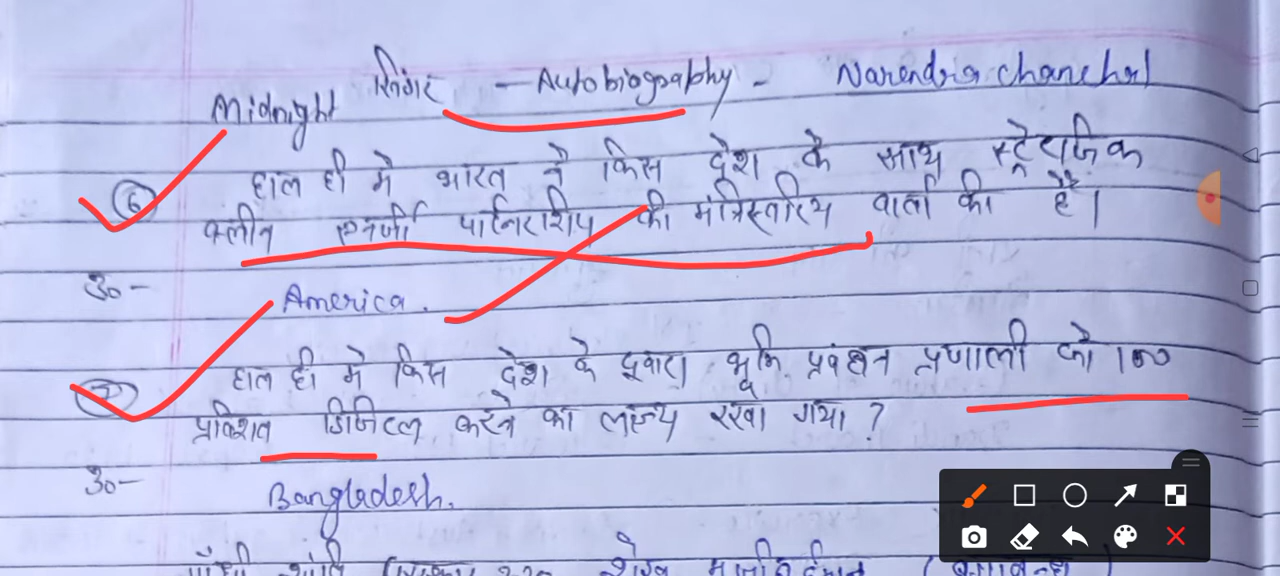 Midnight सिंगर - Autobiography - Narendra chanchal
6 हाल ही मे भारत ने किस देश के साथ स्ट्रेटजिक
क्लीन एनर्जी पार्टनरशिप की मंत्रिस्तरिय वार्ता की है।
उ०- America.
7 हाल ही मे किस देश के द्वारा भूमि प्रबंधन प्रणाली को 100
प्रतिशत डिजिटल करने का लक्ष्य रखा गया ?
उ०- Bangladesh.